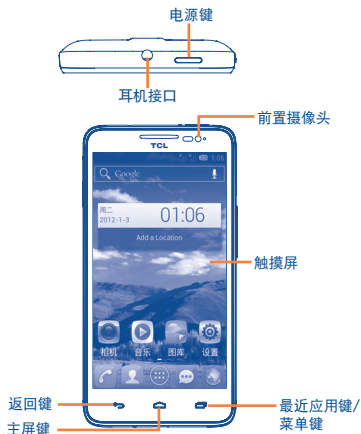 电源键
耳机接口
前置摄像头
TCL
1:06
Google
周二
2012-1-3
01:06
Add a Location
触摸屏
相机 音乐 图库 设置
返回键
主屏键
最近应用键/
菜单键